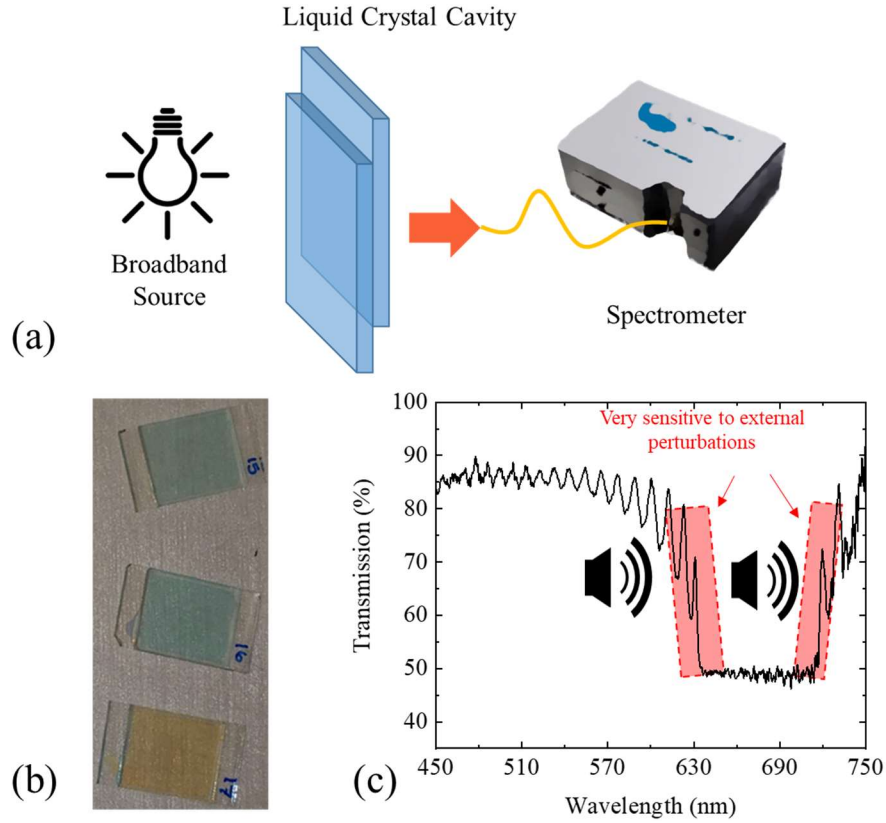 Liquid Crystal Cavity
Broadband
Source
Spectrometer
(a)
15
16
17
(b)
100
90
80
70
60
50
40
Transmission (%)
Very sensitive to external
perturbations
450
510
570
630
690
750
Wavelength (nm)
(c)